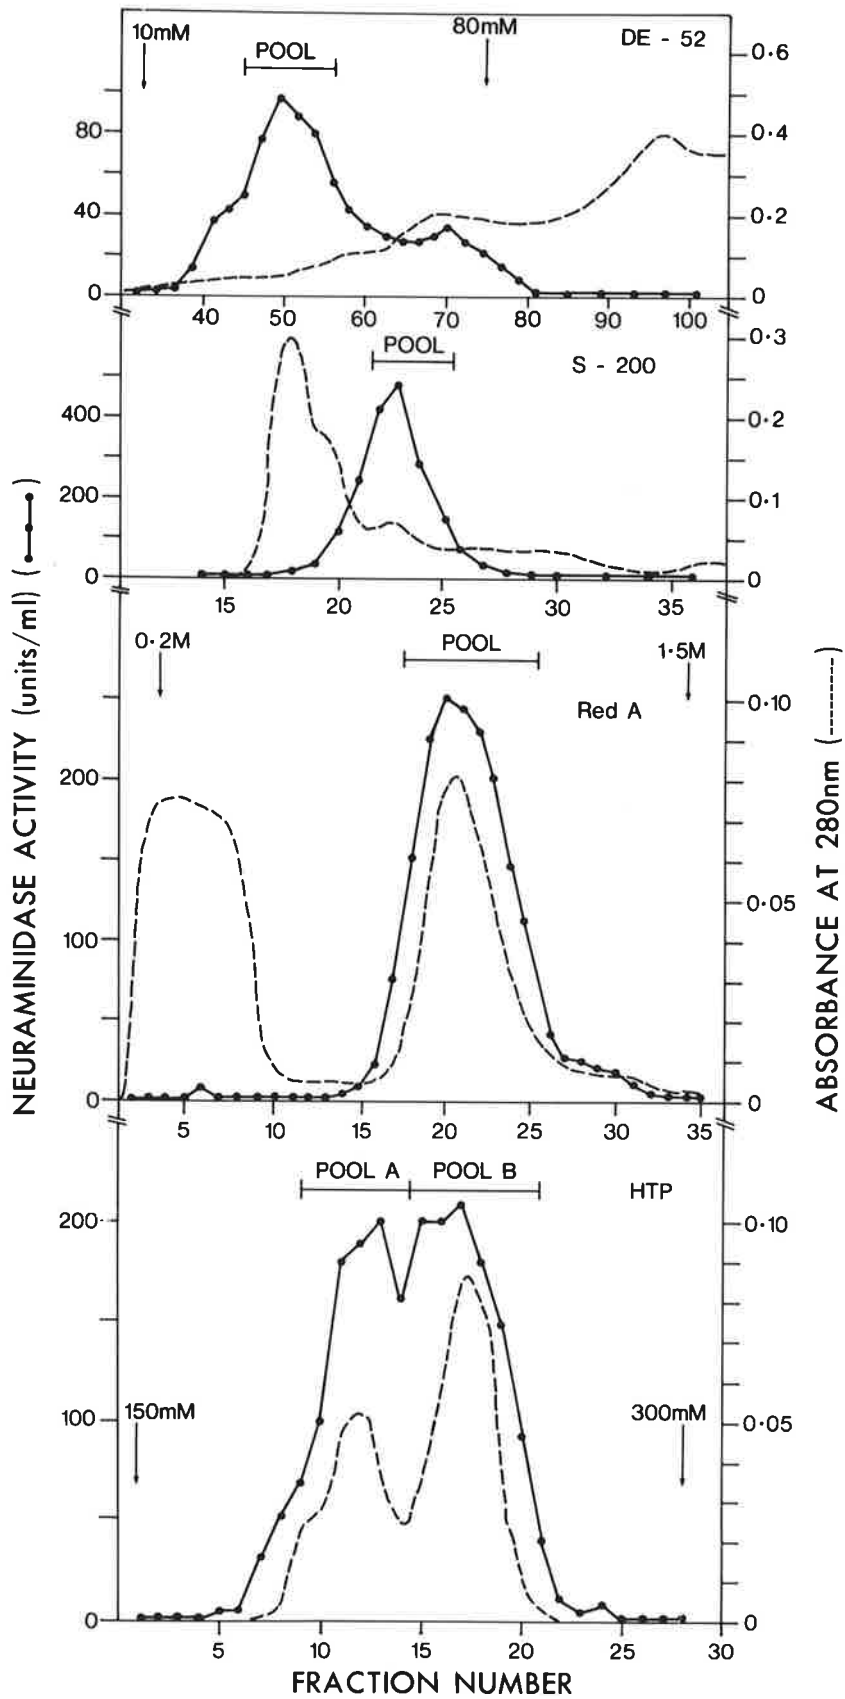 10mM
POOL
80mM
DE - 52
0·6
80
0·4
40
0·2
0
0
40 50 60 70 80 90 100
POOL
S - 200
0·3
400
0·2
200
0·1
0
0
15 20 25 30 35
0·2M
POOL
1·5M
Red A
0·10
200
0·05
100
0
0
5 10 15 20 25 30 35
POOL A POOL B
HTP
200
0·10
150mM
300mM
100
0·05
0
0
5 10 15 20 25 30
FRACTION NUMBER
NEURAMINIDASE ACTIVITY (units/ml) ( )
ABSORBANCE AT 280nm (------)